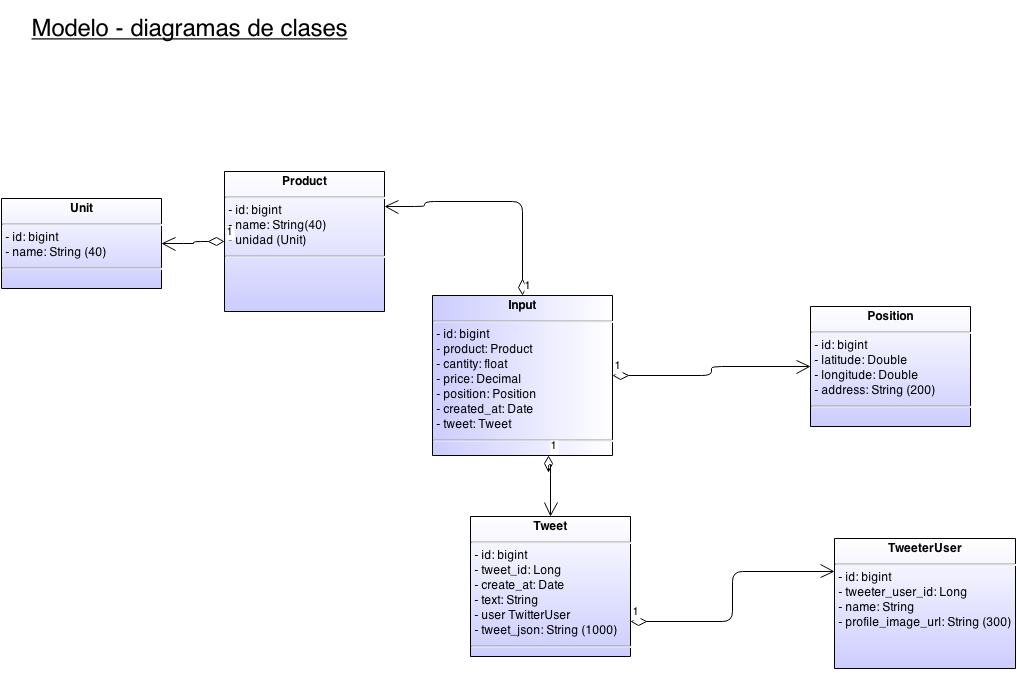 Modelo - diagramas de clases
Unit
- id: bigint
- name: String (40)
Product
- id: bigint
- name: String(40)
- unidad (Unit)
1
1
Input
- id: bigint
- product: Product
- cantity: float
- price: Decimal
- position: Position
- created_at: Date
- tweet: Tweet
1
1
Position
- id: bigint
- latitude: Double
- longitude: Double
- address: String (200)
Tweet
- id: bigint
- tweet_id: Long
- create_at: Date
- text: String
- user TwitterUser
- tweet_json: String (1000)
1
TweeterUser
- id: bigint
- tweeter_user_id: Long
- name: String
- profile_image_url: String (300)